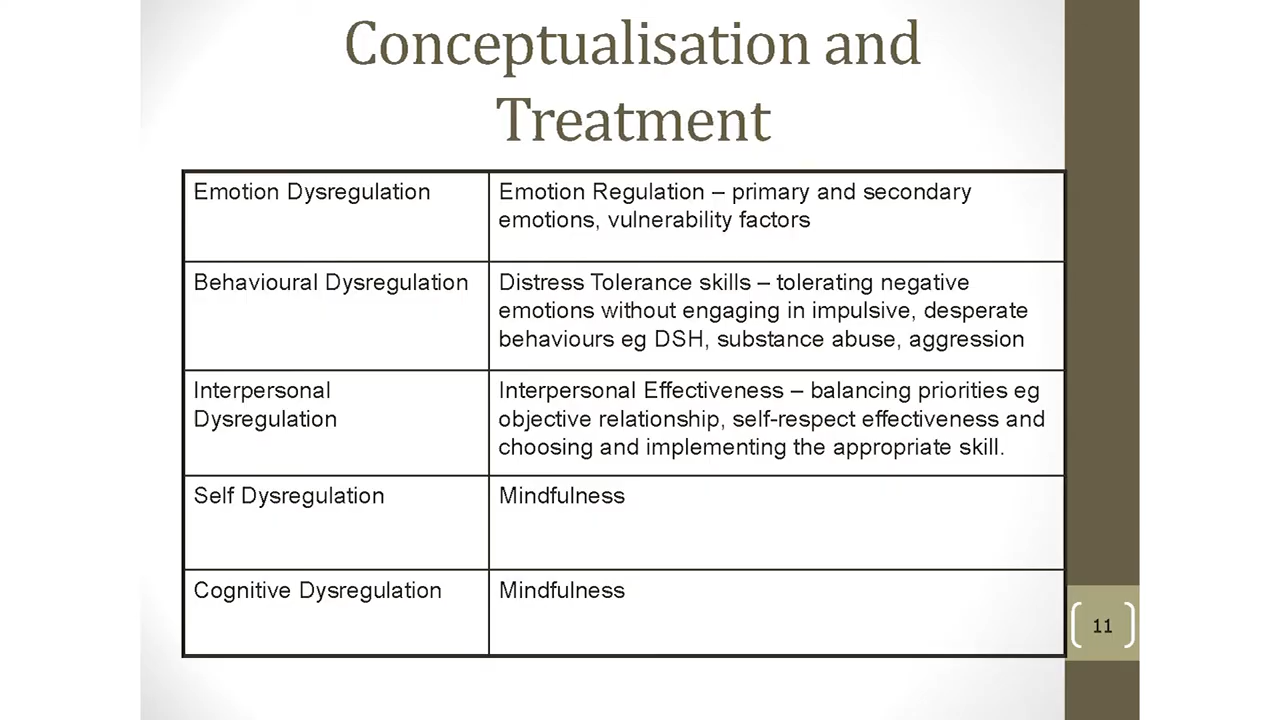 Conceptualisation and
Treatment
Emotion Dysregulation
Emotion Regulation – primary and secondary
emotions, vulnerability factors
Behavioural Dysregulation
Distress Tolerance skills – tolerating negative
emotions without engaging in impulsive, desperate
behaviours eg DSH, substance abuse, aggression
Interpersonal
Dysregulation
Interpersonal Effectiveness – balancing priorities eg
objective relationship, self-respect effectiveness and
choosing and implementing the appropriate skill.
Self Dysregulation
Mindfulness
Cognitive Dysregulation
Mindfulness
11